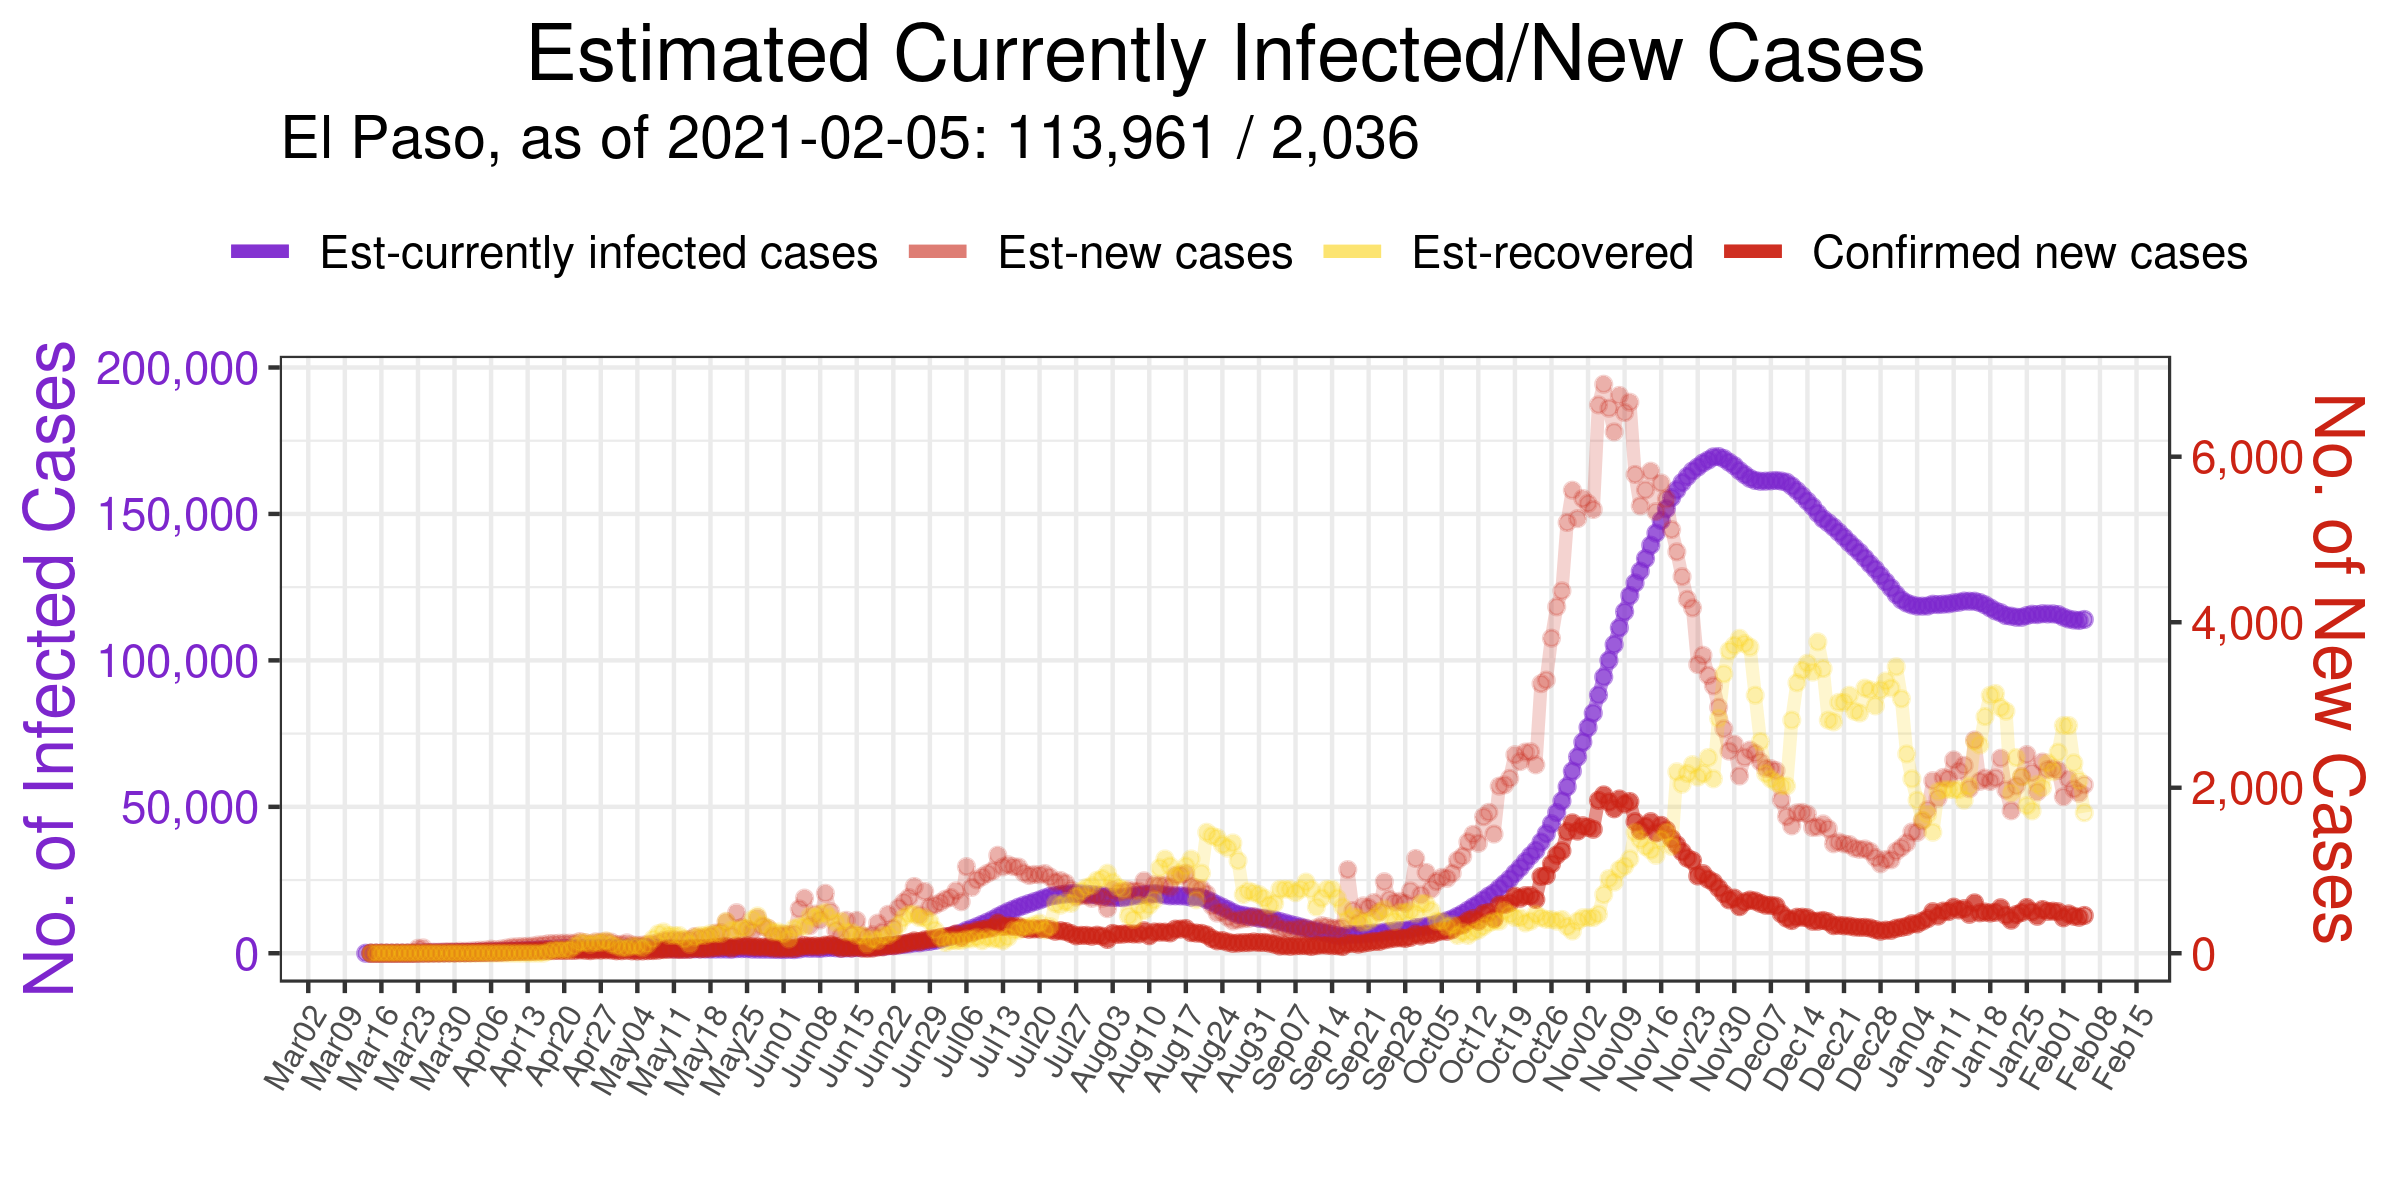 Estimated Currently Infected/New Cases
El Paso, as of 2021-02-05: 113,961 / 2,036
Est-currently infected cases Est-new cases Est-recovered Confirmed new cases
No. of Infected Cases
200,000
150,000
100,000
50,000
0
6,000
4,000
2,000
0
No. of New Cases
Mar02 Mar09 Mar16 Mar23 Mar30 Apr06 Apr13 Apr20 Apr27 May04 May11 May18 May25 Jun01 Jun08 Jun15 Jun22 Jun29 Jul06 Jul13 Jul20 Jul27 Aug03 Aug10 Aug17 Aug24 Aug31 Sep07 Sep14 Sep21 Sep28 Oct05 Oct12 Oct19 Oct26 Nov02 Nov09 Nov16 Nov23 Nov30 Dec07 Dec14 Dec21 Dec28 Jan04 Jan11 Jan18 Jan25 Feb01 Feb08 Feb15